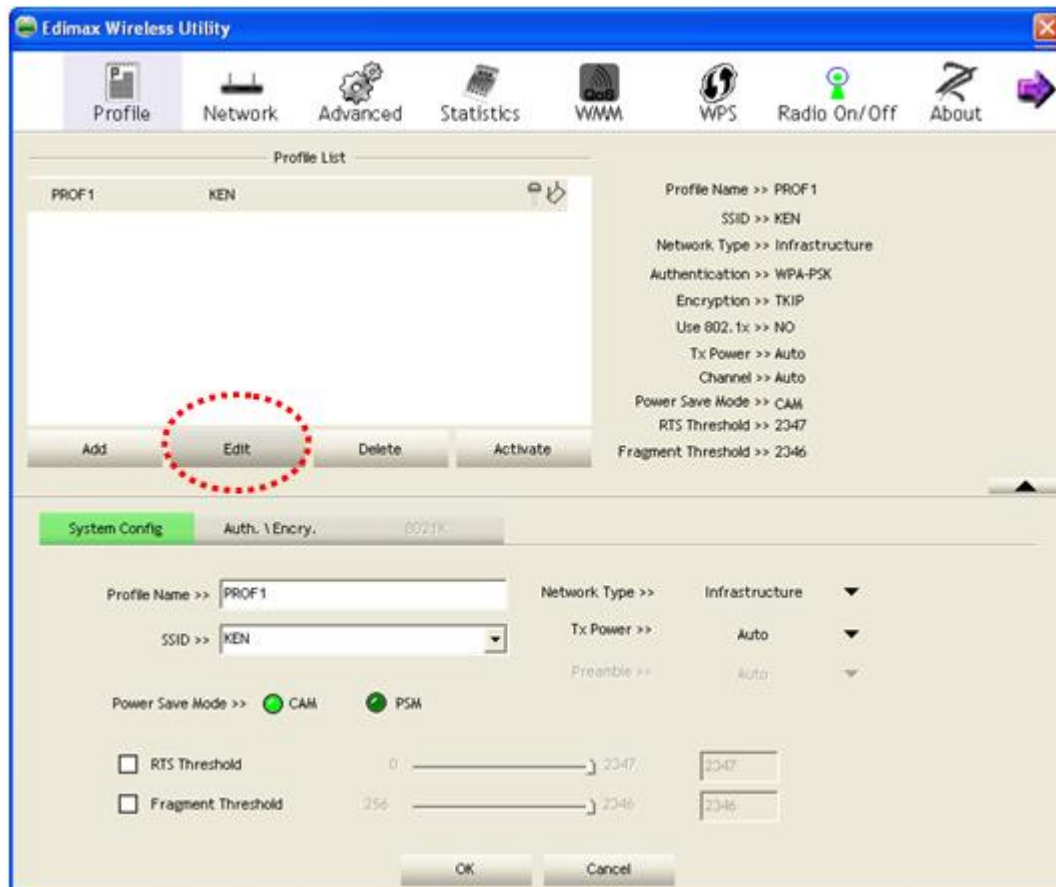 Edimax Wireless Utility
P
Profile
Network
Advanced
Statistics
QoS
WMM
WPS
Radio On/Off
About
Profile List
PROF1 KEN
Profile Name >> PROF1
SSID >> KEN
Network Type >> Infrastructure
Authentication >> WPA-PSK
Encryption >> TKIP
Use 802.1x >> NO
Tx Power >> Auto
Channel >> Auto
Power Save Mode >> CAM
RTS Threshold >> 2347
Fragment Threshold >> 2346
Add Edit Delete Activate
System Config Auth. \ Encry. 8021X
Profile Name >> PROF1
Network Type >> Infrastructure
SSID >> KEN
Tx Power >> Auto
Preamble >> Auto
Power Save Mode >> CAM PSM
RTS Threshold 0 2347 2347
Fragment Threshold 256 2346 2346
OK Cancel